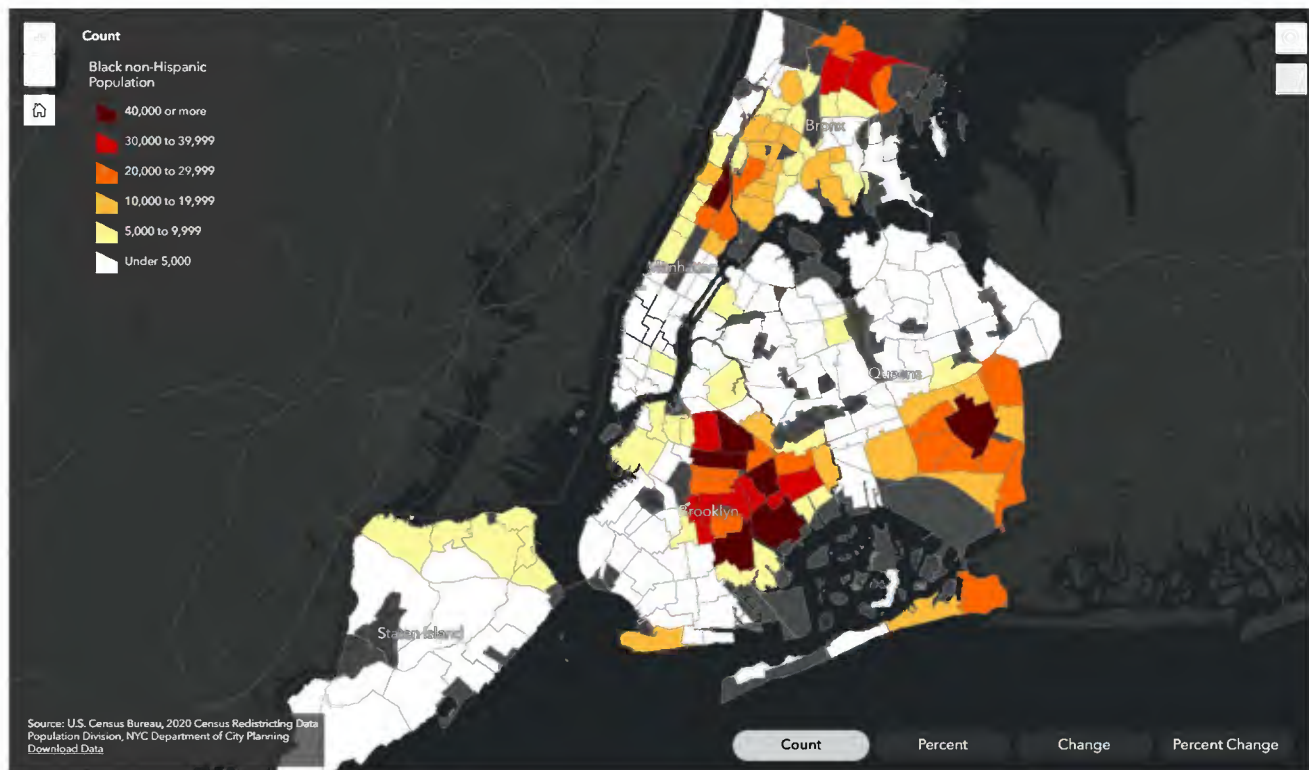 Count
Black non-Hispanic
Population
40,000 or more
30,000 to 39,999
20,000 to 29,999
10,000 to 19,999
5,000 to 9,999
Under 5,000
Bronx
Manhattan
Queens
Brooklyn
Staten Island
Source: U.S. Census Bureau, 2020 Census Redistricting Data
Population Division, NYC Department of City Planning
Download Data
Count
Percent
Change
Percent Change